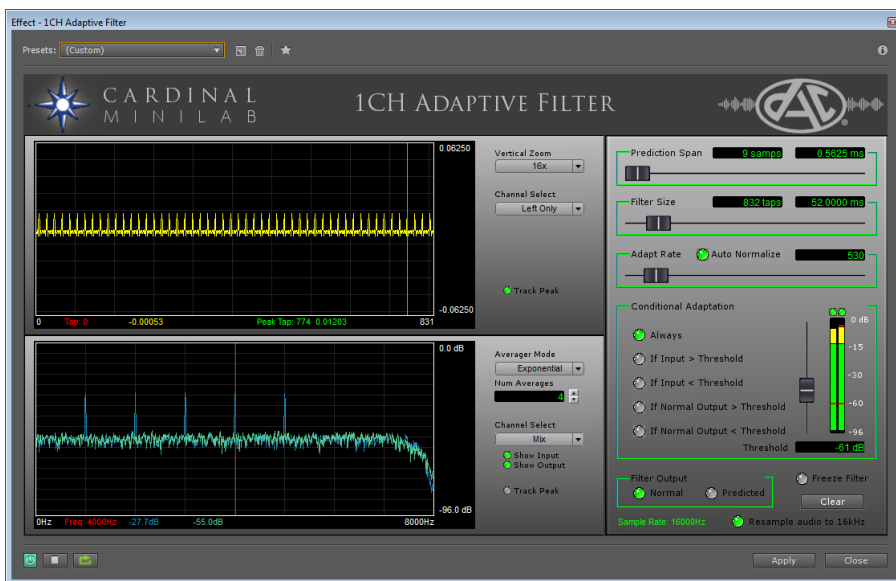 Effect - 1CH Adaptive Filter
Presets: (Custom)
CARDINAL
MINILAB
1CH ADAPTIVE FILTER
DAC
®
0.06250
-0.06250
0 Tap: 0 -0.00053 Peak Tap: 774 0.01203 831
Vertical Zoom
16x
Channel Select
Left Only
Track Peak
0.0 dB
-96.0 dB
0Hz Freq: 4000Hz -27.7dB -55.0dB 8000Hz
Averager Mode
Exponential
Num Averages
4
Channel Select
Mix
Show Input
Show Output
Track Peak
Prediction Span 9 samps 0.5625 ms
Filter Size 832 taps 52.0000 ms
Adapt Rate Auto Normalize 530
Conditional Adaptation
Always
If Input > Threshold
If Input < Threshold
If Normal Output > Threshold
If Normal Output < Threshold
0 dB
-15
-30
-60
-96
Threshold -61 dB
Filter Output
Normal Predicted
Freeze Filter
Clear
Sample Rate: 16000Hz Resample audio to 16kHz
Apply Close